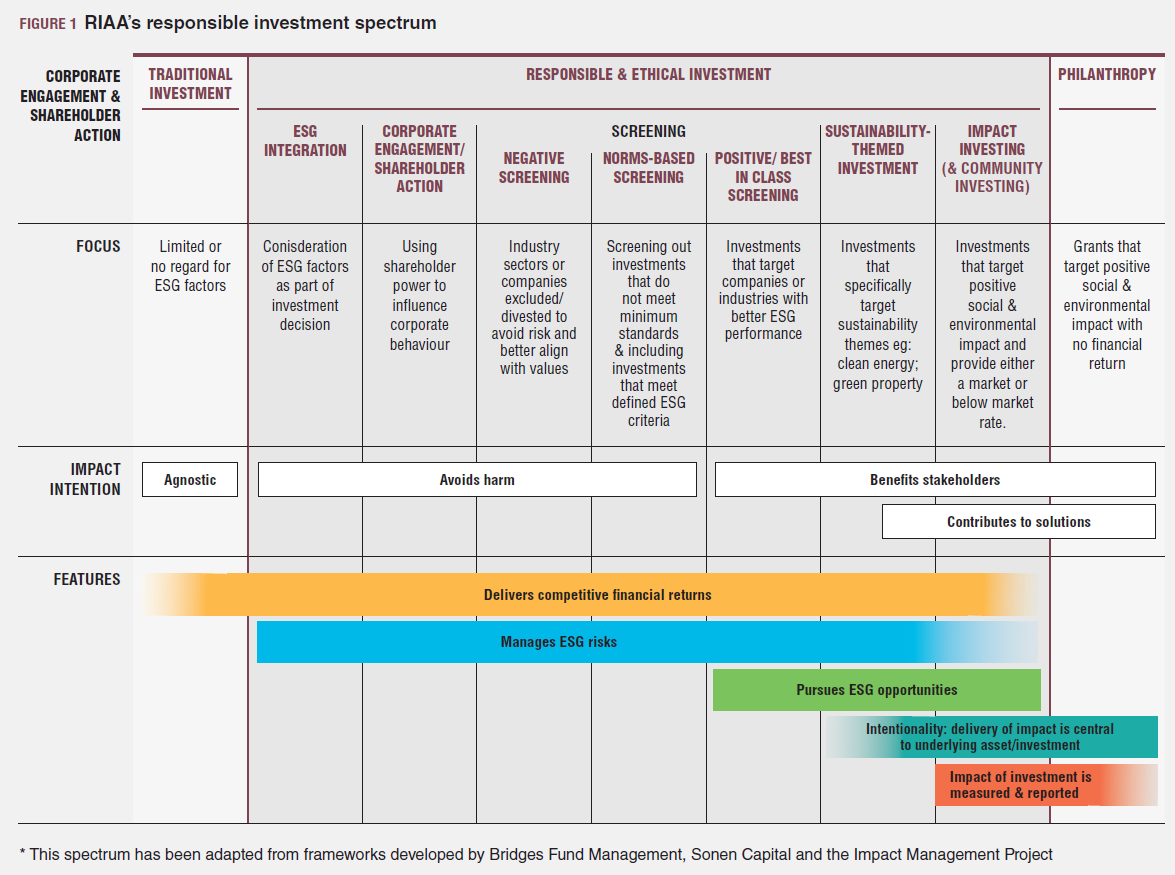 FIGURE 1 RIAA's responsible investment spectrum
CORPORATE
ENGAGEMENT &
SHAREHOLDER
ACTION
TRADITIONAL
INVESTMENT
RESPONSIBLE & ETHICAL INVESTMENT
PHILANTHROPY
ESG
INTEGRATION
CORPORATE
ENGAGEMENT/
SHAREHOLDER
ACTION
SCREENING
NEGATIVE
SCREENING
NORMS-BASED
SCREENING
POSITIVE/ BEST
IN CLASS
SCREENING
SUSTAINABILITY-
THEMED
INVESTMENT
IMPACT
INVESTING
(& COMMUNITY
INVESTING)
FOCUS
Limited or
no regard for
ESG factors
Conisderation
of ESG factors
as part of
investment
decision
Using
shareholder
power to
influence
corporate
behaviour
Industry
sectors or
companies
excluded/
divested to
avoid risk and
better align
with values
Screening out
investments
that do
not meet
minimum
standards
& including
investments
that meet
defined ESG
criteria
Investments
that target
companies or
industries with
better ESG
performance
Investments
that
specifically
target
sustainability
themes eg:
clean energy;
green property
Investments
that target
positive
social &
environmental
impact and
provide either
a market or
below market
rate.
Grants that
target positive
social &
environmental
impact with
no financial
return
IMPACT
INTENTION
Agnostic
Avoids harm
Benefits stakeholders
Contributes to solutions
FEATURES
Delivers competitive financial returns
Manages ESG risks
Pursues ESG opportunities
Intentionality: delivery of impact is central
to underlying asset/investment
Impact of investment is
measured & reported
* This spectrum has been adapted from frameworks developed by Bridges Fund Management, Sonen Capital and the Impact Management Project